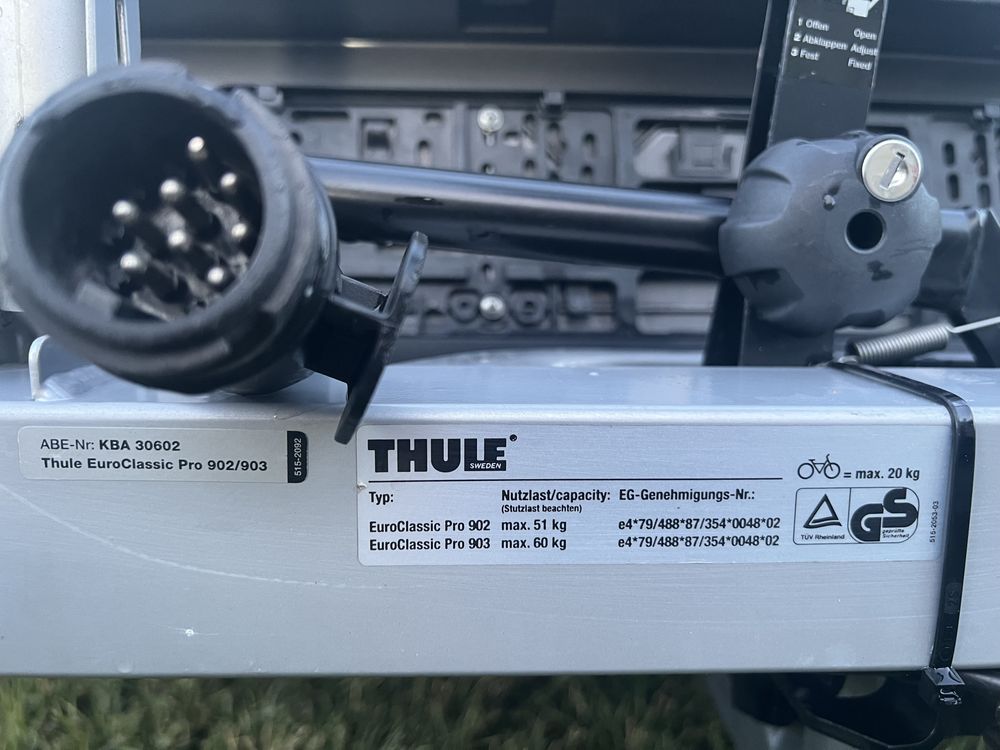 1 Offen Open
2 Abklappen Adjust
3 Fest Fixed
ABE-Nr: KBA 30602
Thule EuroClassic Pro 902/903
515-2092
THULE®
SWEDEN
= max. 20 kg
Typ: Nutzlast/capacity: EG-Genehmigungs-Nr.:
(Stutzlast beachten)
EuroClassic Pro 902 max. 51 kg e4*79/488*87/354*0048*02
EuroClassic Pro 903 max. 60 kg e4*79/488*87/354*0048*02
TÜV Rheinland
GS
geprüfte
Sicherheit
515-2053-03